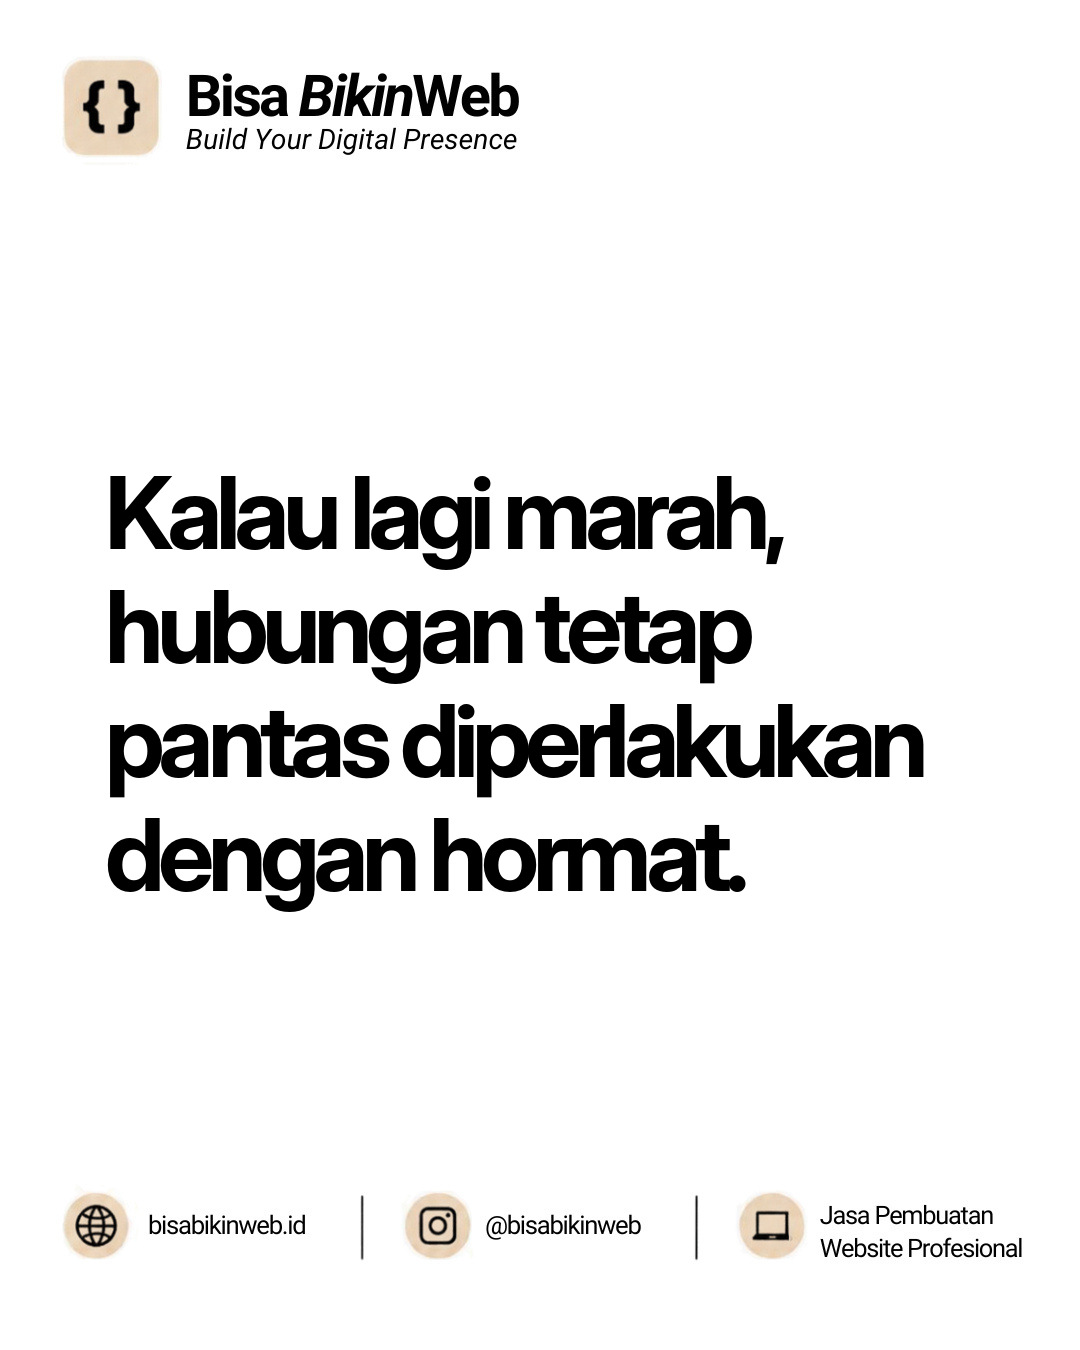 Bisa BikinWeb
Build Your Digital Presence
Kalau lagi marah,
hubungan tetap
pantas diperlakukan
dengan hormat.
bisabikinweb.id
@bisabikinweb
Jasa Pembuatan
Website Profesional